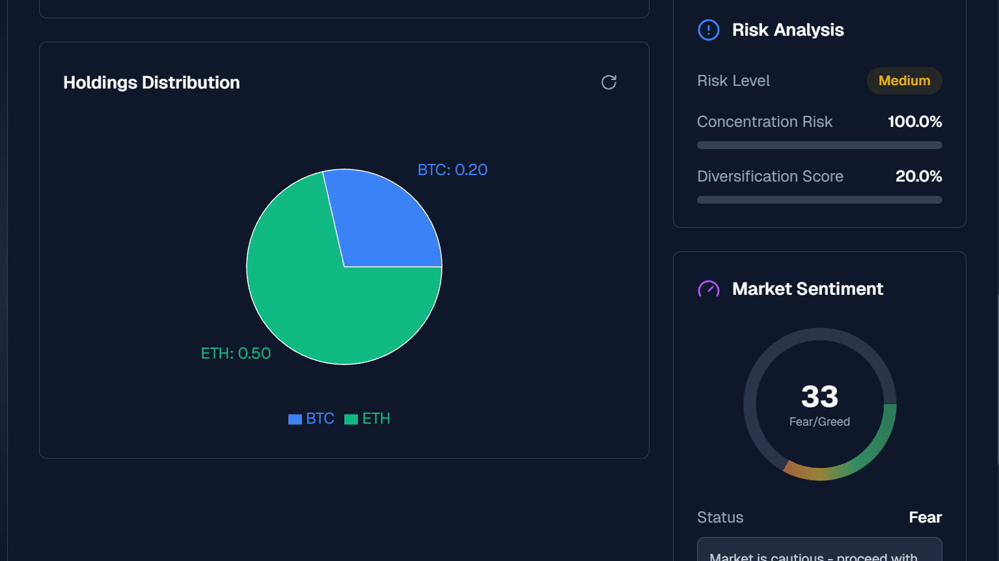 Holdings Distribution
BTC: 0.20
ETH: 0.50
BTC ETH
Risk Analysis
Risk Level Medium
Concentration Risk 100.0%
Diversification Score 20.0%
Market Sentiment
33
Fear/Greed
Status Fear
Market is cautious - proceed with